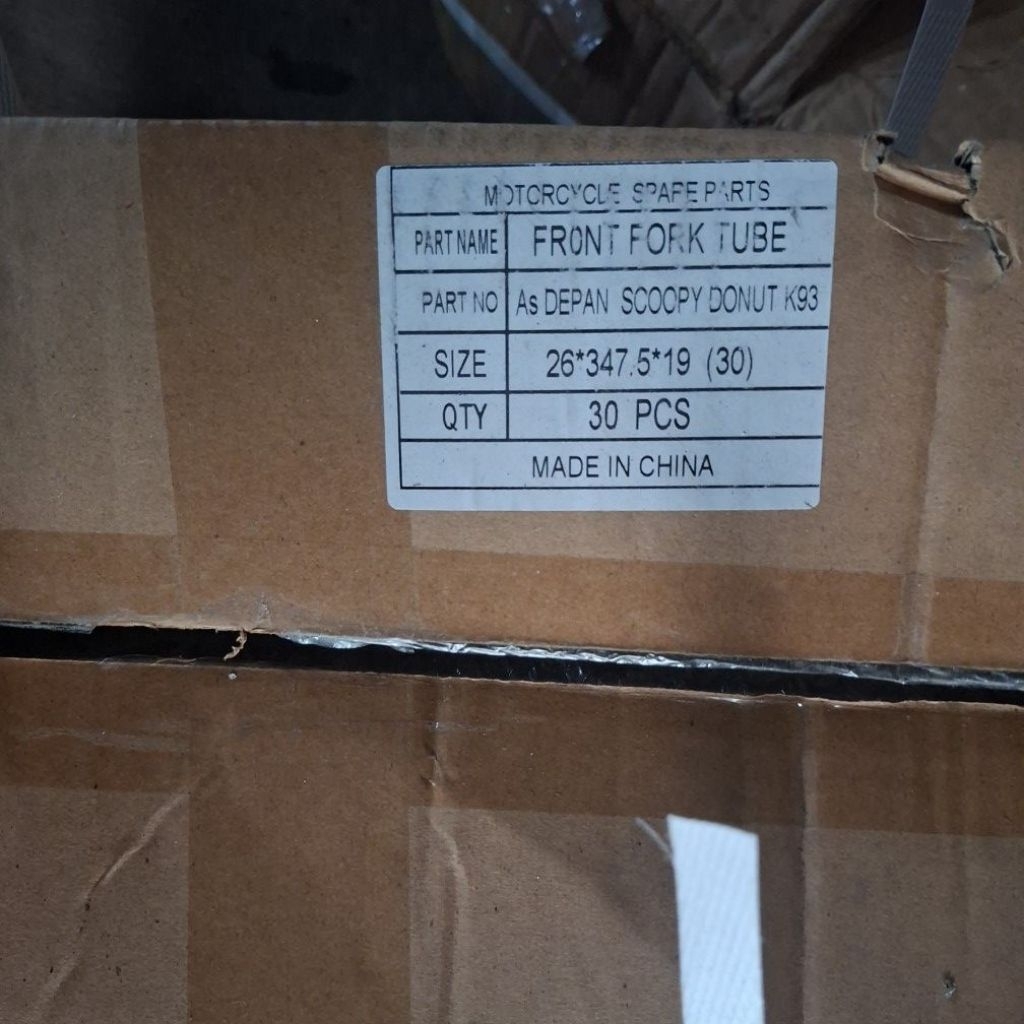 MOTORCYCLE SPARE PARTS
PART NAME FRONT FORK TUBE
PART NO As DEPAN SCOOPY DONUT K93
SIZE 26*347.5*19 (30)
QTY 30 PCS
MADE IN CHINA